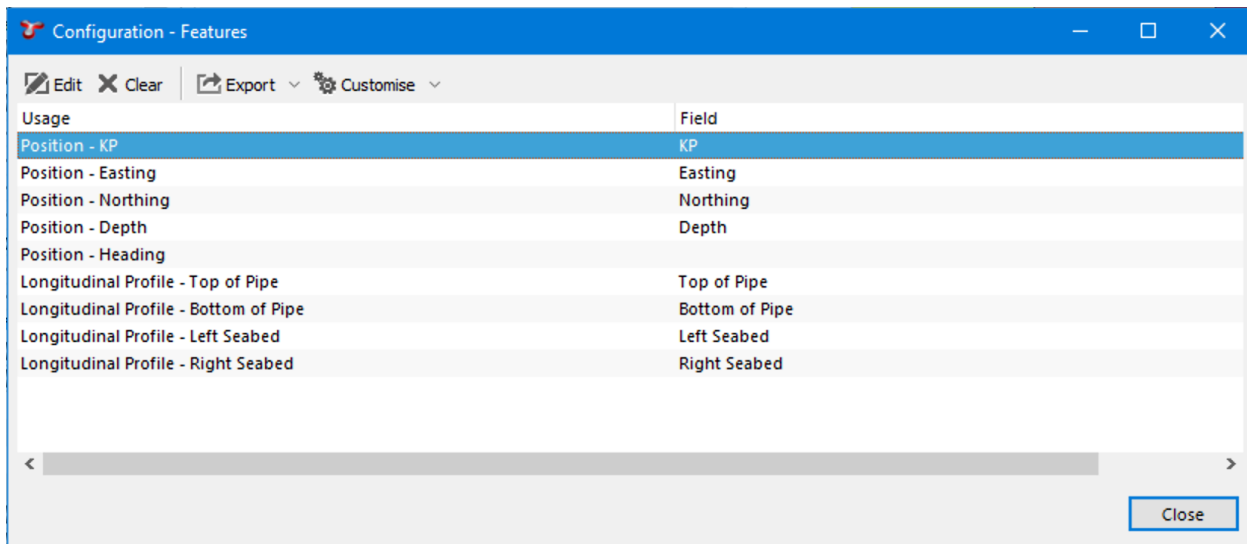 Configuration - Features
Edit Clear Export Customise
Usage Field
Position - KP KP
Position - Easting Easting
Position - Northing Northing
Position - Depth Depth
Position - Heading
Longitudinal Profile - Top of Pipe Top of Pipe
Longitudinal Profile - Bottom of Pipe Bottom of Pipe
Longitudinal Profile - Left Seabed Left Seabed
Longitudinal Profile - Right Seabed Right Seabed
Close